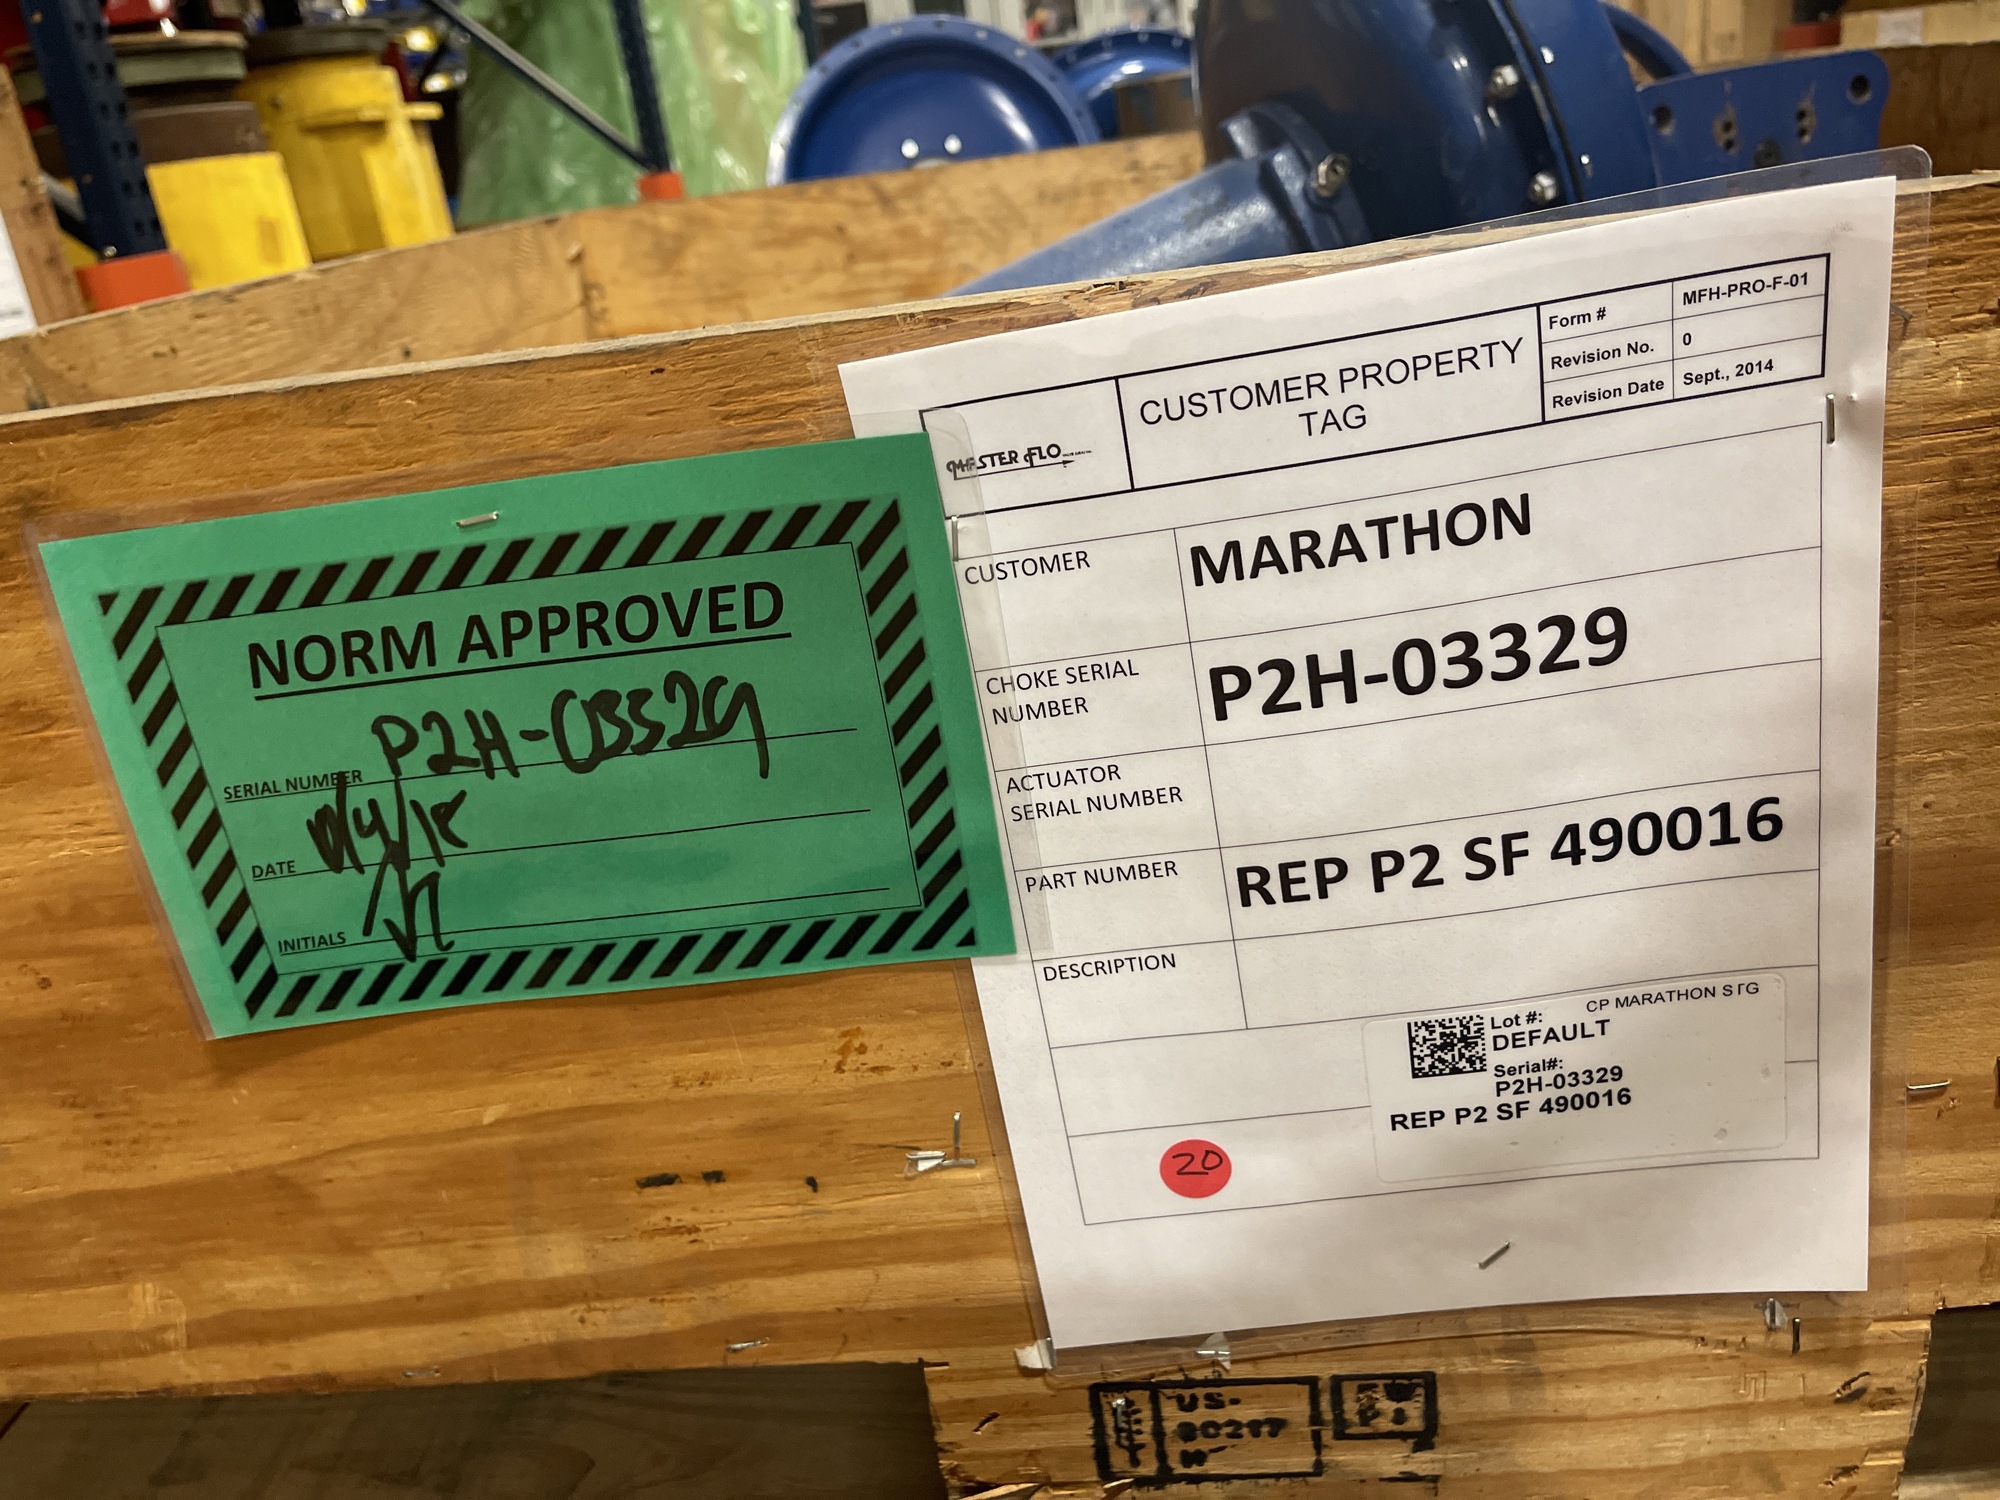 NORM APPROVED
SERIAL NUMBER P2H-03329
DATE
INITIALS
MASTER FLO
CUSTOMER PROPERTY
TAG
Form # MFH-PRO-F-01
Revision No. 0
Revision Date Sept., 2014
CUSTOMER MARATHON
CHOKE SERIAL
NUMBER
P2H-03329
ACTUATOR
SERIAL NUMBER
PART NUMBER REP P2 SF 490016
DESCRIPTION
CP MARATHON STG
Lot #:
DEFAULT
Serial#:
P2H-03329
REP P2 SF 490016
20
US-